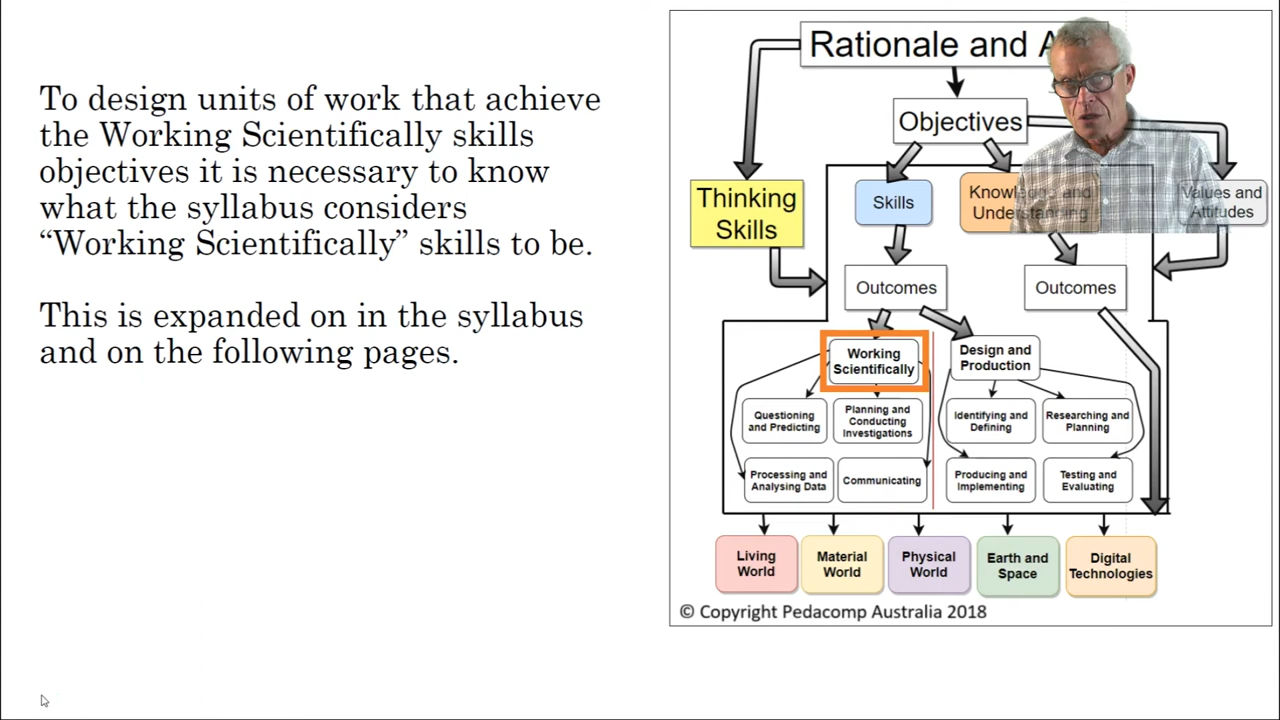 To design units of work that achieve
the Working Scientifically skills
objectives it is necessary to know
what the syllabus considers
“Working Scientifically” skills to be.
This is expanded on in the syllabus
and on the following pages.
Rationale and A
Objectives
Thinking
Skills
Skills
Knowledge and
Understanding
Values and
Attitudes
Outcomes
Outcomes
Working
Scientifically
Design and
Production
Questioning
and Predicting
Planning and
Conducting
Investigations
Identifying and
Defining
Researching and
Planning
Processing and
Analysing Data
Communicating
Producing and
Implementing
Testing and
Evaluating
Living
World
Material
World
Physical
World
Earth and
Space
Digital
Technologies
© Copyright Pedacomp Australia 2018